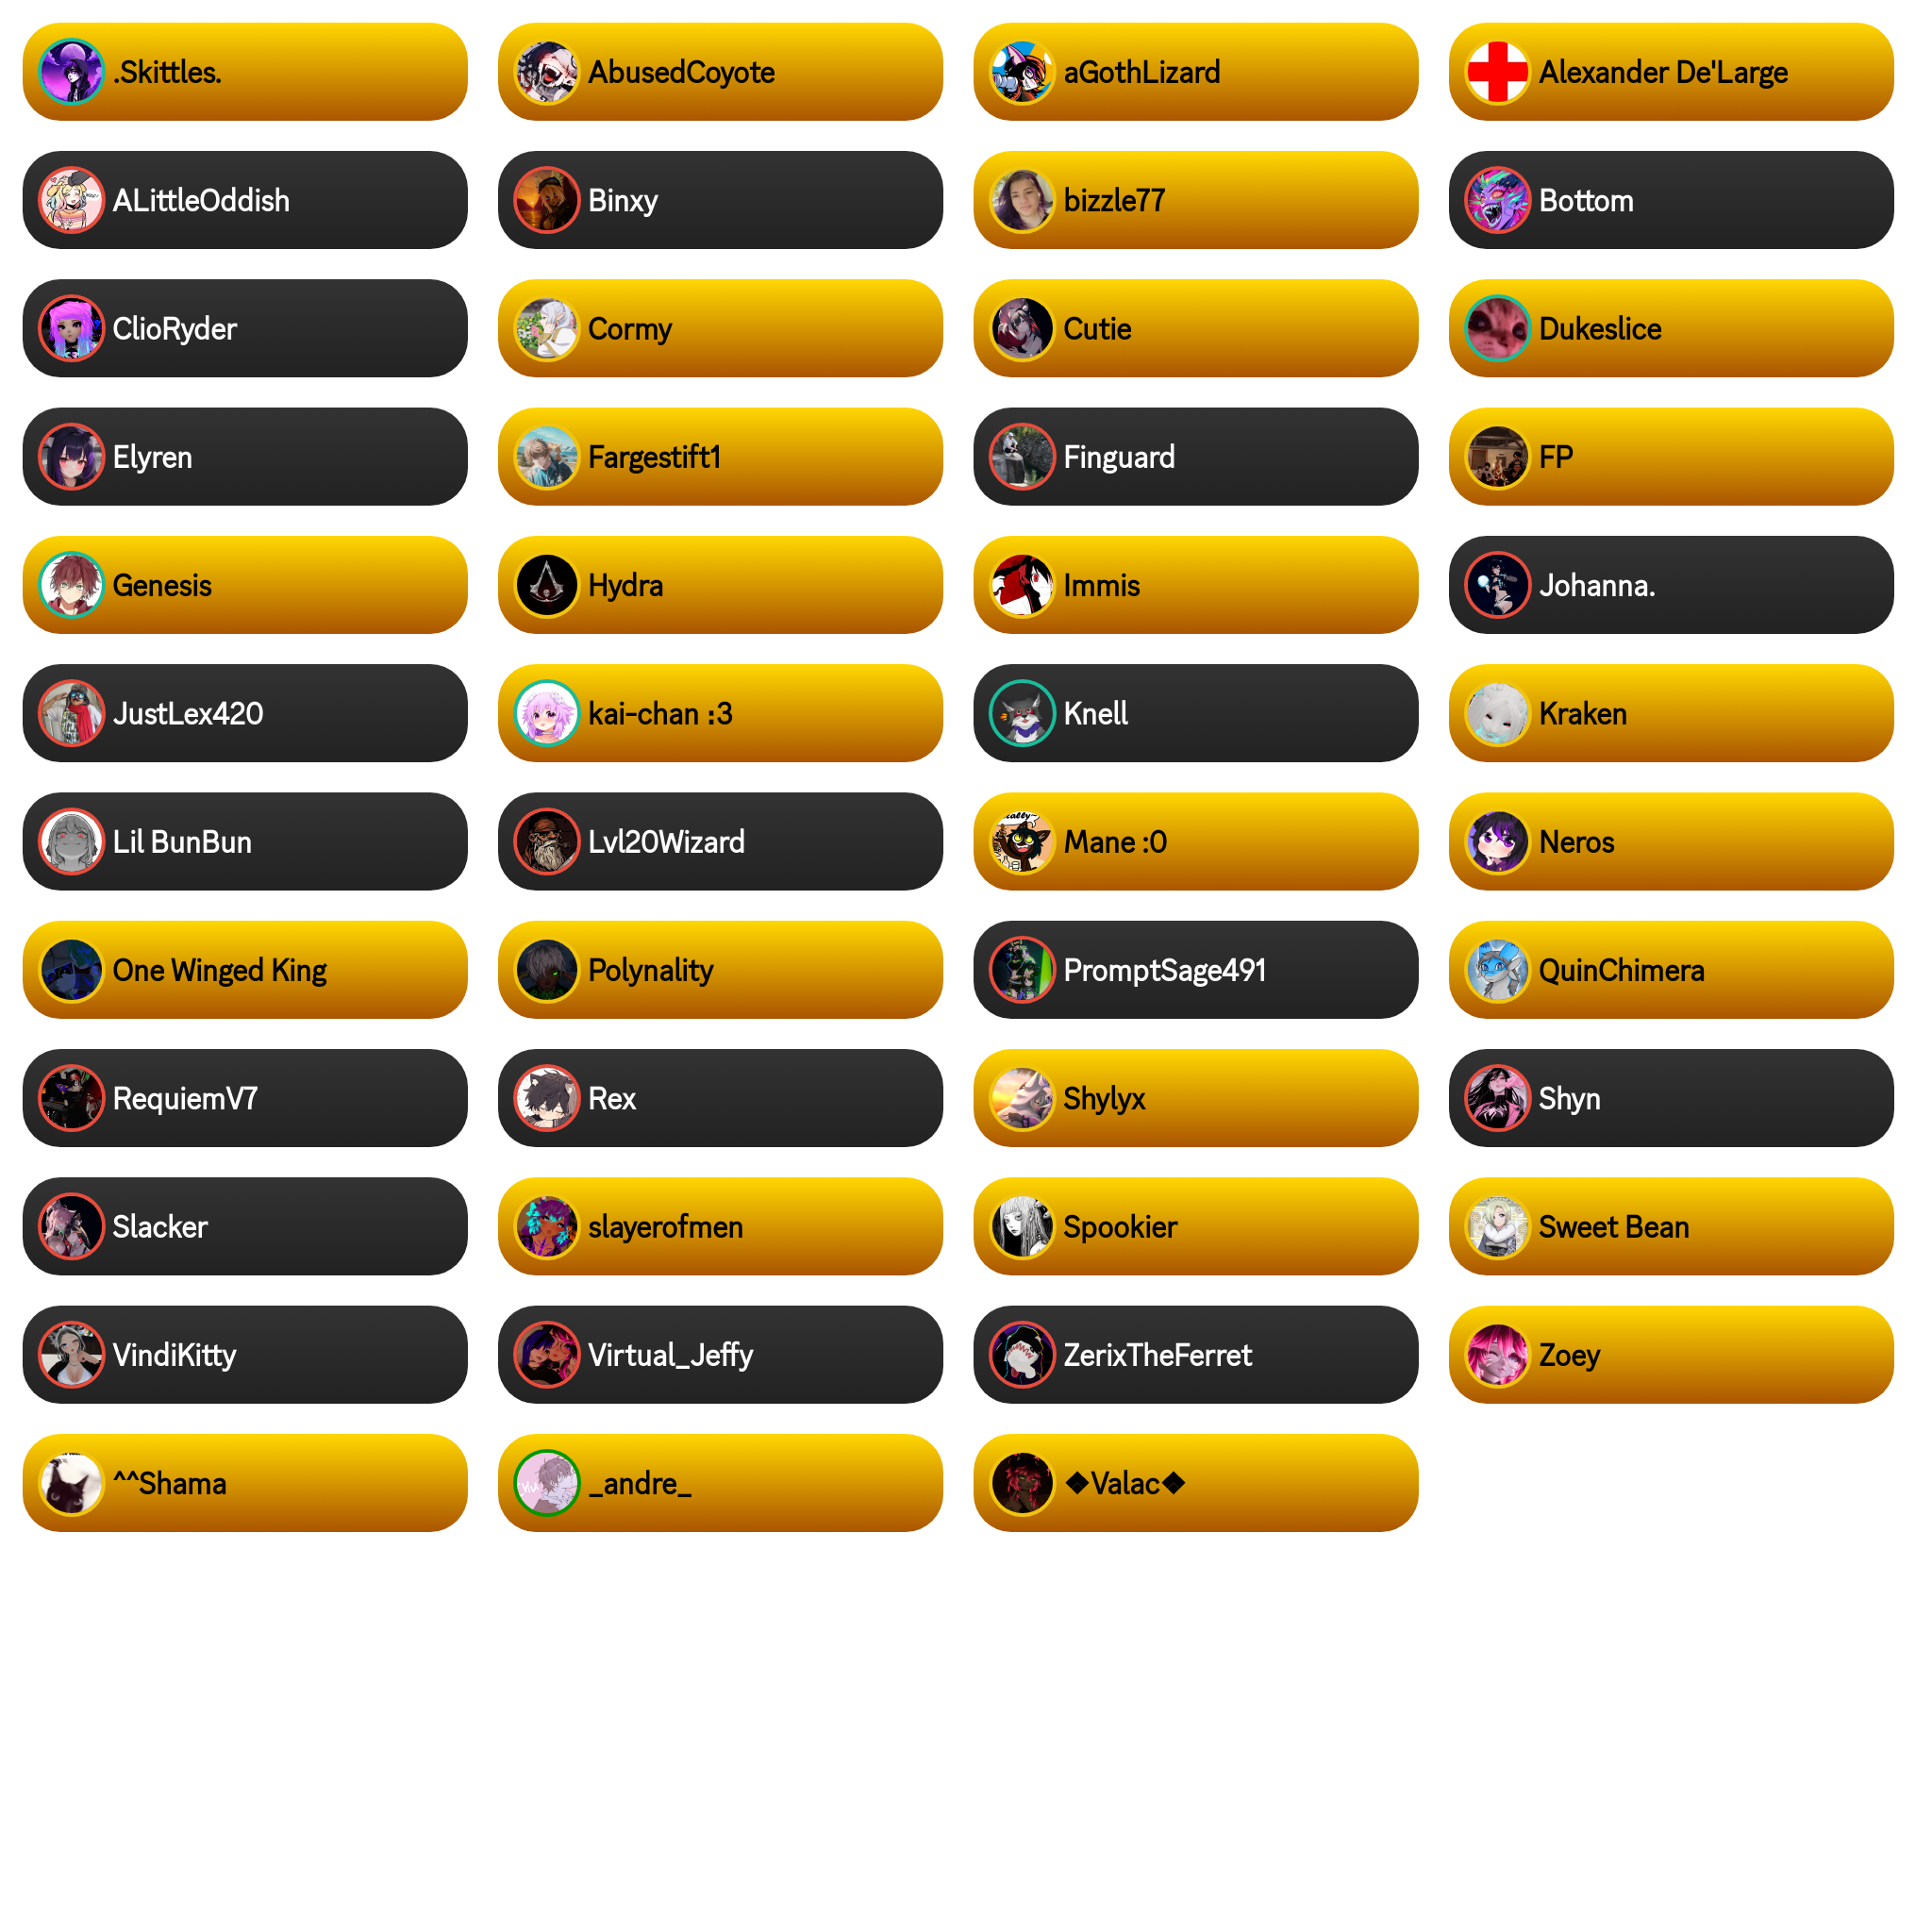 .Skittles.
AbusedCoyote
aGothLizard
Alexander De'Large
ALittleOddish
Binxy
bizzle77
Bottom
ClioRyder
Cormy
Cutie
Dukeslice
Elyren
Fargestift1
Finguard
FP
Genesis
Hydra
Immis
Johanna.
JustLex420
kai-chan :3
Knell
Kraken
Lil BunBun
Lvl20Wizard
Mane :0
Neros
One Winged King
Polynality
PromptSage491
QuinChimera
RequiemV7
Rex
Shylyx
Shyn
Slacker
slayerofmen
Spookier
Sweet Bean
VindiKitty
Virtual_Jeffy
ZerixTheFerret
Zoey
^^Shama
_andre_
❖Valac❖